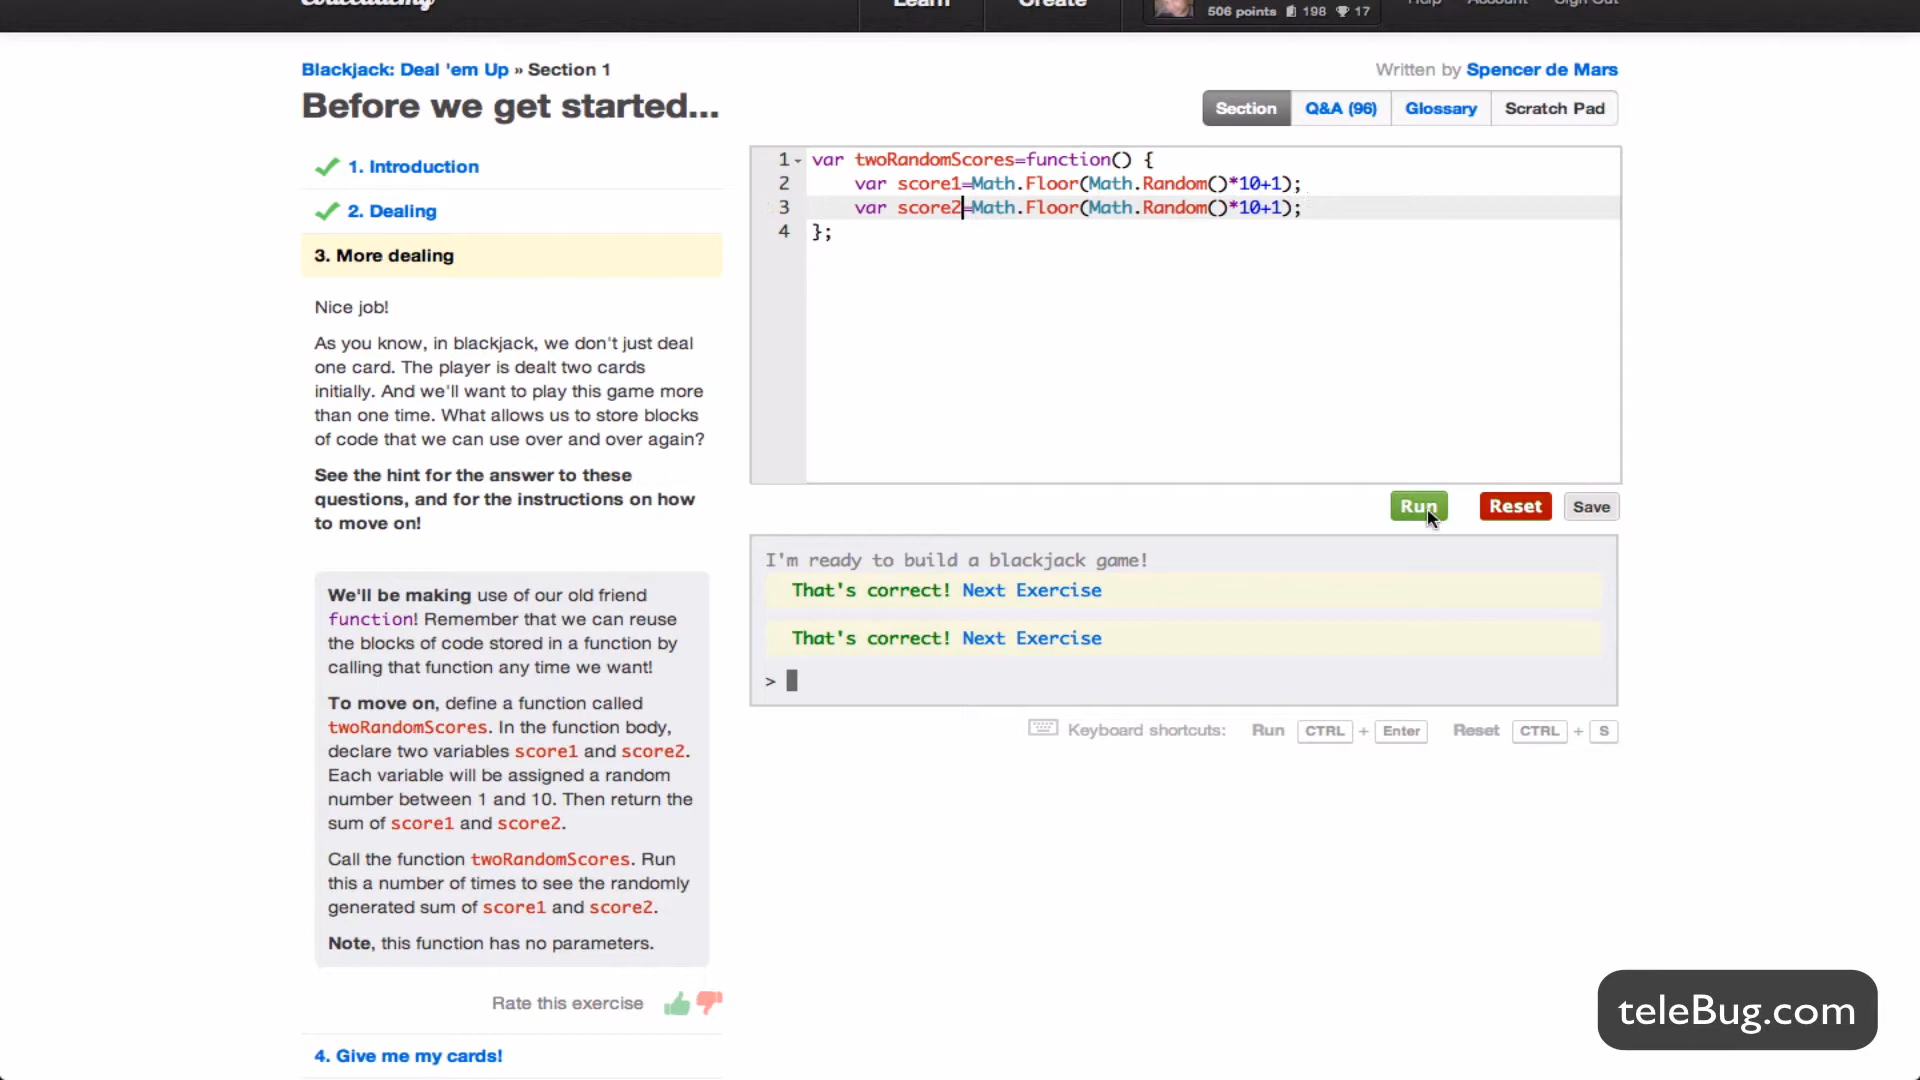 Learn
Create
506 points 198 17
Help
Account
Sign Out
Blackjack: Deal 'em Up » Section 1
Written by Spencer de Mars
Before we get started...
Section
Q&A (96)
Glossary
Scratch Pad
1. Introduction
2. Dealing
3. More dealing
Nice job!
As you know, in blackjack, we don't just deal
one card. The player is dealt two cards
initially. And we'll want to play this game more
than one time. What allows us to store blocks
of code that we can use over and over again?
See the hint for the answer to these
questions, and for the instructions on how
to move on!
We'll be making use of our old friend
function! Remember that we can reuse
the blocks of code stored in a function by
calling that function any time we want!
To move on, define a function called
twoRandomScores. In the function body,
declare two variables score1 and score2.
Each variable will be assigned a random
number between 1 and 10. Then return the
sum of score1 and score2.
Call the function twoRandomScores. Run
this a number of times to see the randomly
generated sum of score1 and score2.
Note, this function has no parameters.
Rate this exercise
4. Give me my cards!
1 var twoRandomScores=function() {
2 var score1=Math.Floor(Math.Random()*10+1);
3 var score2=Math.Floor(Math.Random()*10+1);
4 };
Run
Reset
Save
I'm ready to build a blackjack game!
That's correct! Next Exercise
That's correct! Next Exercise
>
Keyboard shortcuts: Run CTRL + Enter Reset CTRL + S
teleBug.com